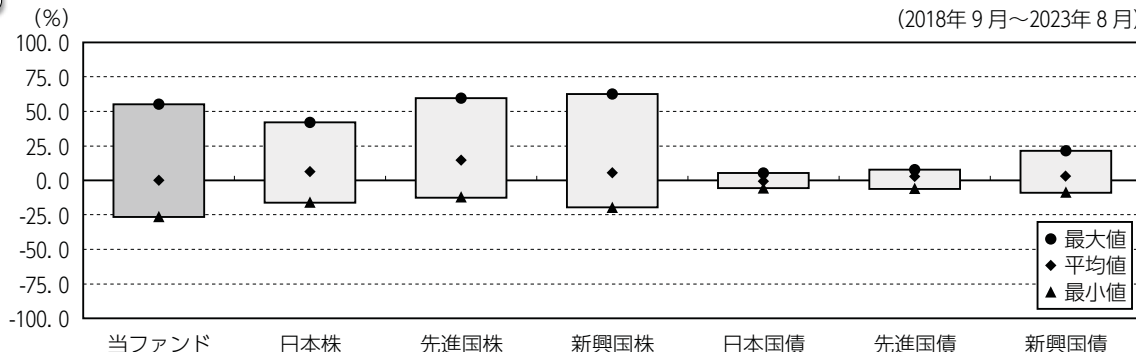 （%）
（2018年９月～2023年８月）
100. 0
75. 0
50. 0
25. 0
0. 0
-25. 0
-50. 0
-75. 0
-100. 0
● 最大値
◆ 平均値
▲ 最小値
当ファンド 日本株 先進国株 新興国株 日本国債 先進国債 新興国債